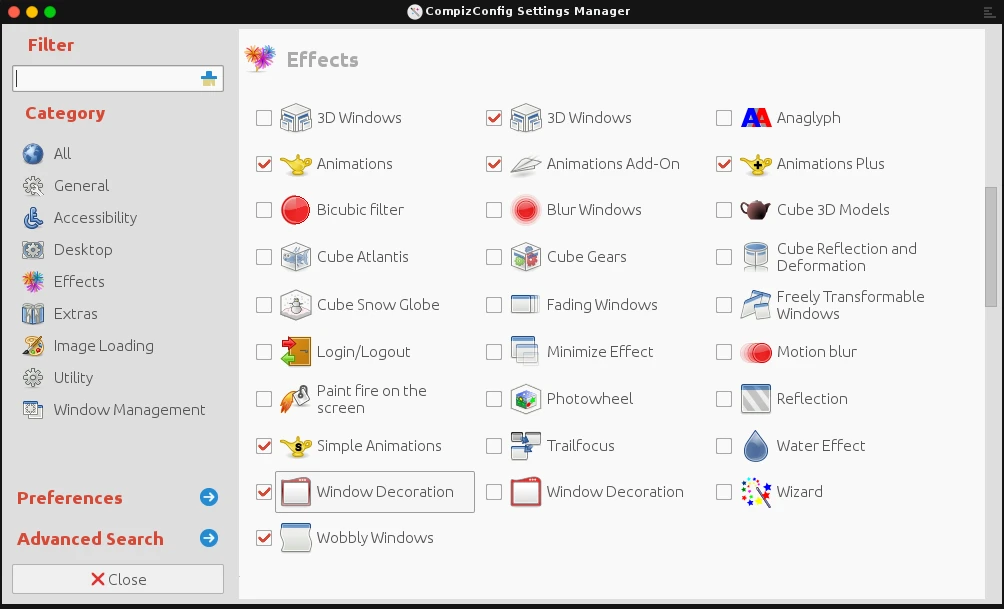 CompizConfig Settings Manager
Filter
Category
All
General
Accessibility
Desktop
Effects
Extras
Image Loading
Utility
Window Management
Preferences
Advanced Search
Close
Effects
3D Windows
3D Windows
Anaglyph
Animations
Animations Add-On
Animations Plus
Bicubic filter
Blur Windows
Cube 3D Models
Cube Atlantis
Cube Gears
Cube Reflection and
Deformation
Cube Snow Globe
Fading Windows
Freely Transformable
Windows
Login/Logout
Minimize Effect
Motion blur
Paint fire on the
screen
Photowheel
Reflection
Simple Animations
Trailfocus
Water Effect
Window Decoration
Window Decoration
Wizard
Wobbly Windows